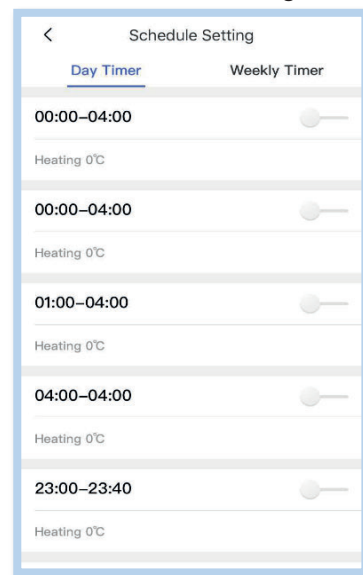 Schedule Setting
Day Timer Weekly Timer
00:00–04:00
Heating 0℃
00:00–04:00
Heating 0℃
01:00–04:00
Heating 0℃
04:00–04:00
Heating 0℃
23:00–23:40
Heating 0℃